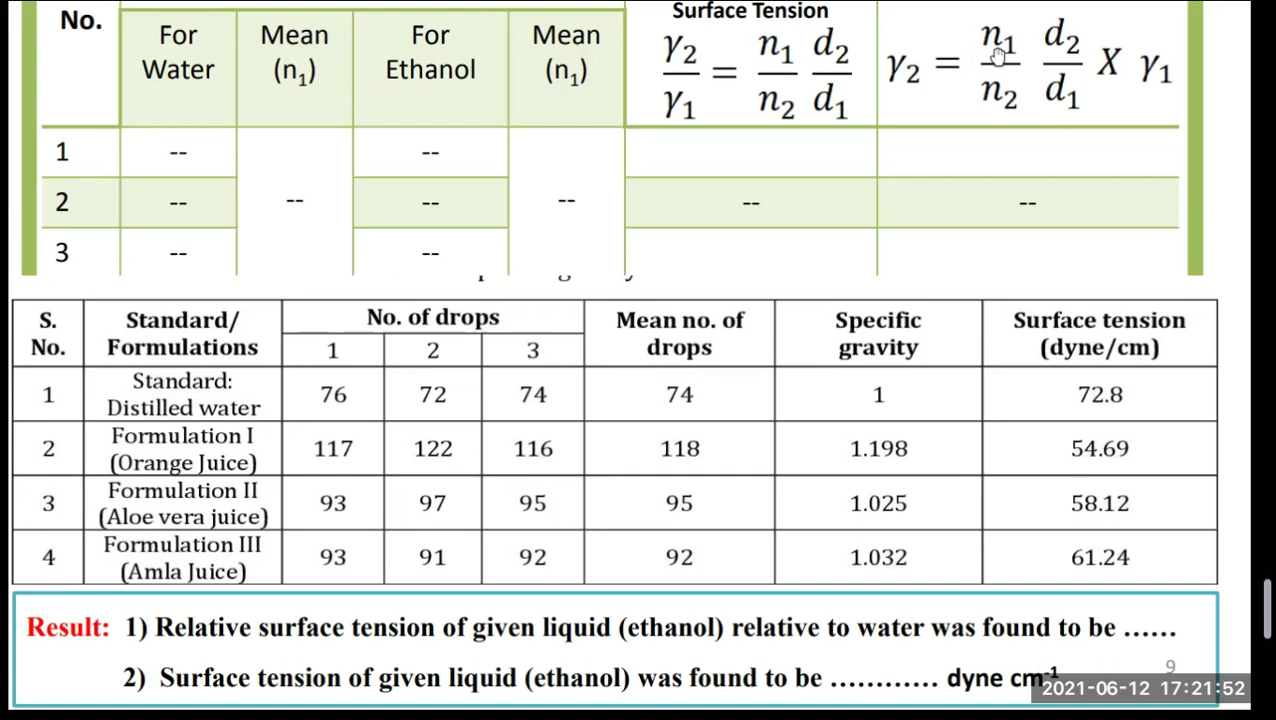 No. For Water Mean (n₁) For Ethanol Mean (n₁) Surface Tension γ₂/γ₁ = n₁/n₂ d₂/d₁ γ₂ = n₁/n₂ d₂/d₁ X γ₁
1 -- --
2 -- -- -- -- -- --
3 -- --
S. No. Standard/ Formulations No. of drops Mean no. of drops Specific gravity Surface tension (dyne/cm)
1 2 3
1 Standard: Distilled water 76 72 74 74 1 72.8
2 Formulation I (Orange Juice) 117 122 116 118 1.198 54.69
3 Formulation II (Aloe vera juice) 93 97 95 95 1.025 58.12
4 Formulation III (Amla Juice) 93 91 92 92 1.032 61.24
Result: 1) Relative surface tension of given liquid (ethanol) relative to water was found to be ......
2) Surface tension of given liquid (ethanol) was found to be ............ dyne cm⁻¹
9
2021-06-12 17:21:52